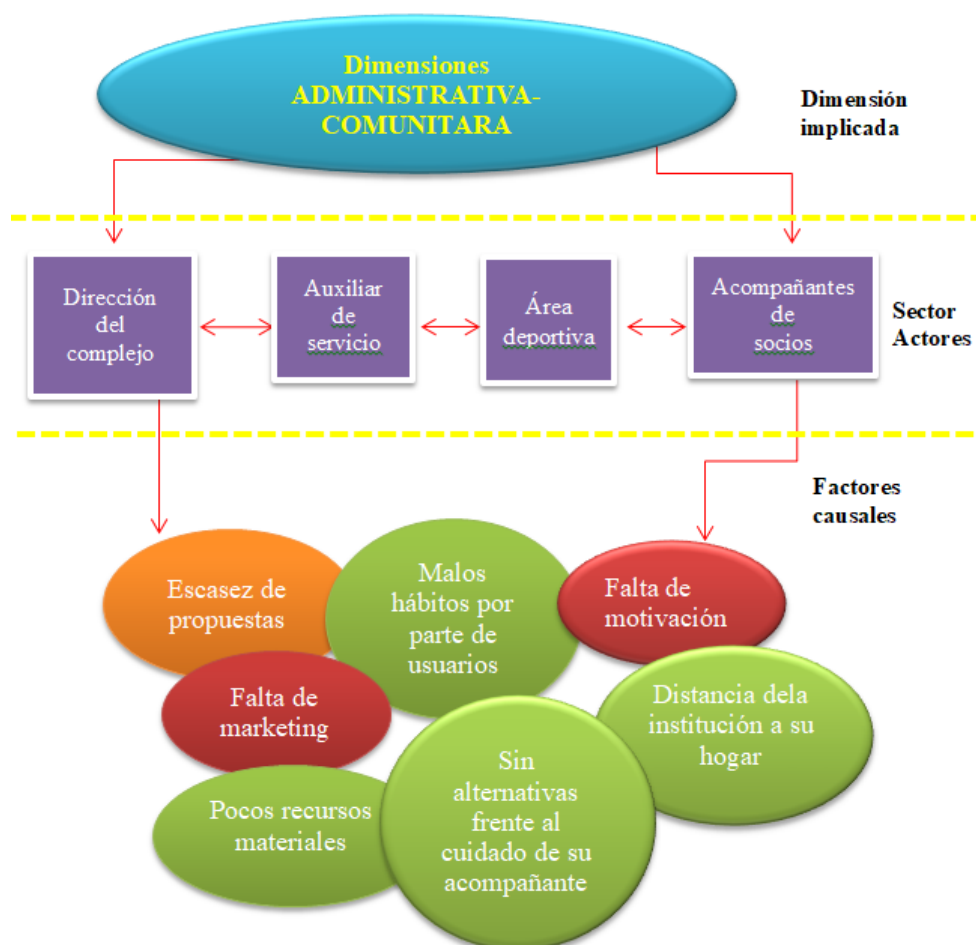 Dimensiones
ADMINISTRATIVA-
COMUNITARA
Dimensión
implicada
Dirección
del
complejo
Auxiliar
de
servicio
Área
deportiva
Acompañantes
de
socios
Sector
Actores
Factores
causales
Escasez de
propuestas
Malos
hábitos por
parte de
usuarios
Falta de
motivación
Falta de
marketing
Distancia dela
institución a su
hogar
Pocos recursos
materiales
Sin
alternativas
frente al
cuidado de su
acompañante